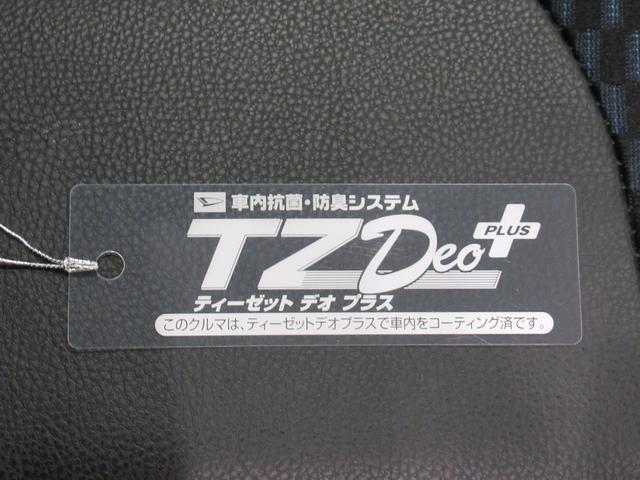 車内抗菌・防臭システム
TZ Deo PLUS
ティーゼット デオ プラス
このクルマは、ティーゼットデオプラスで車内をコーティング済です。